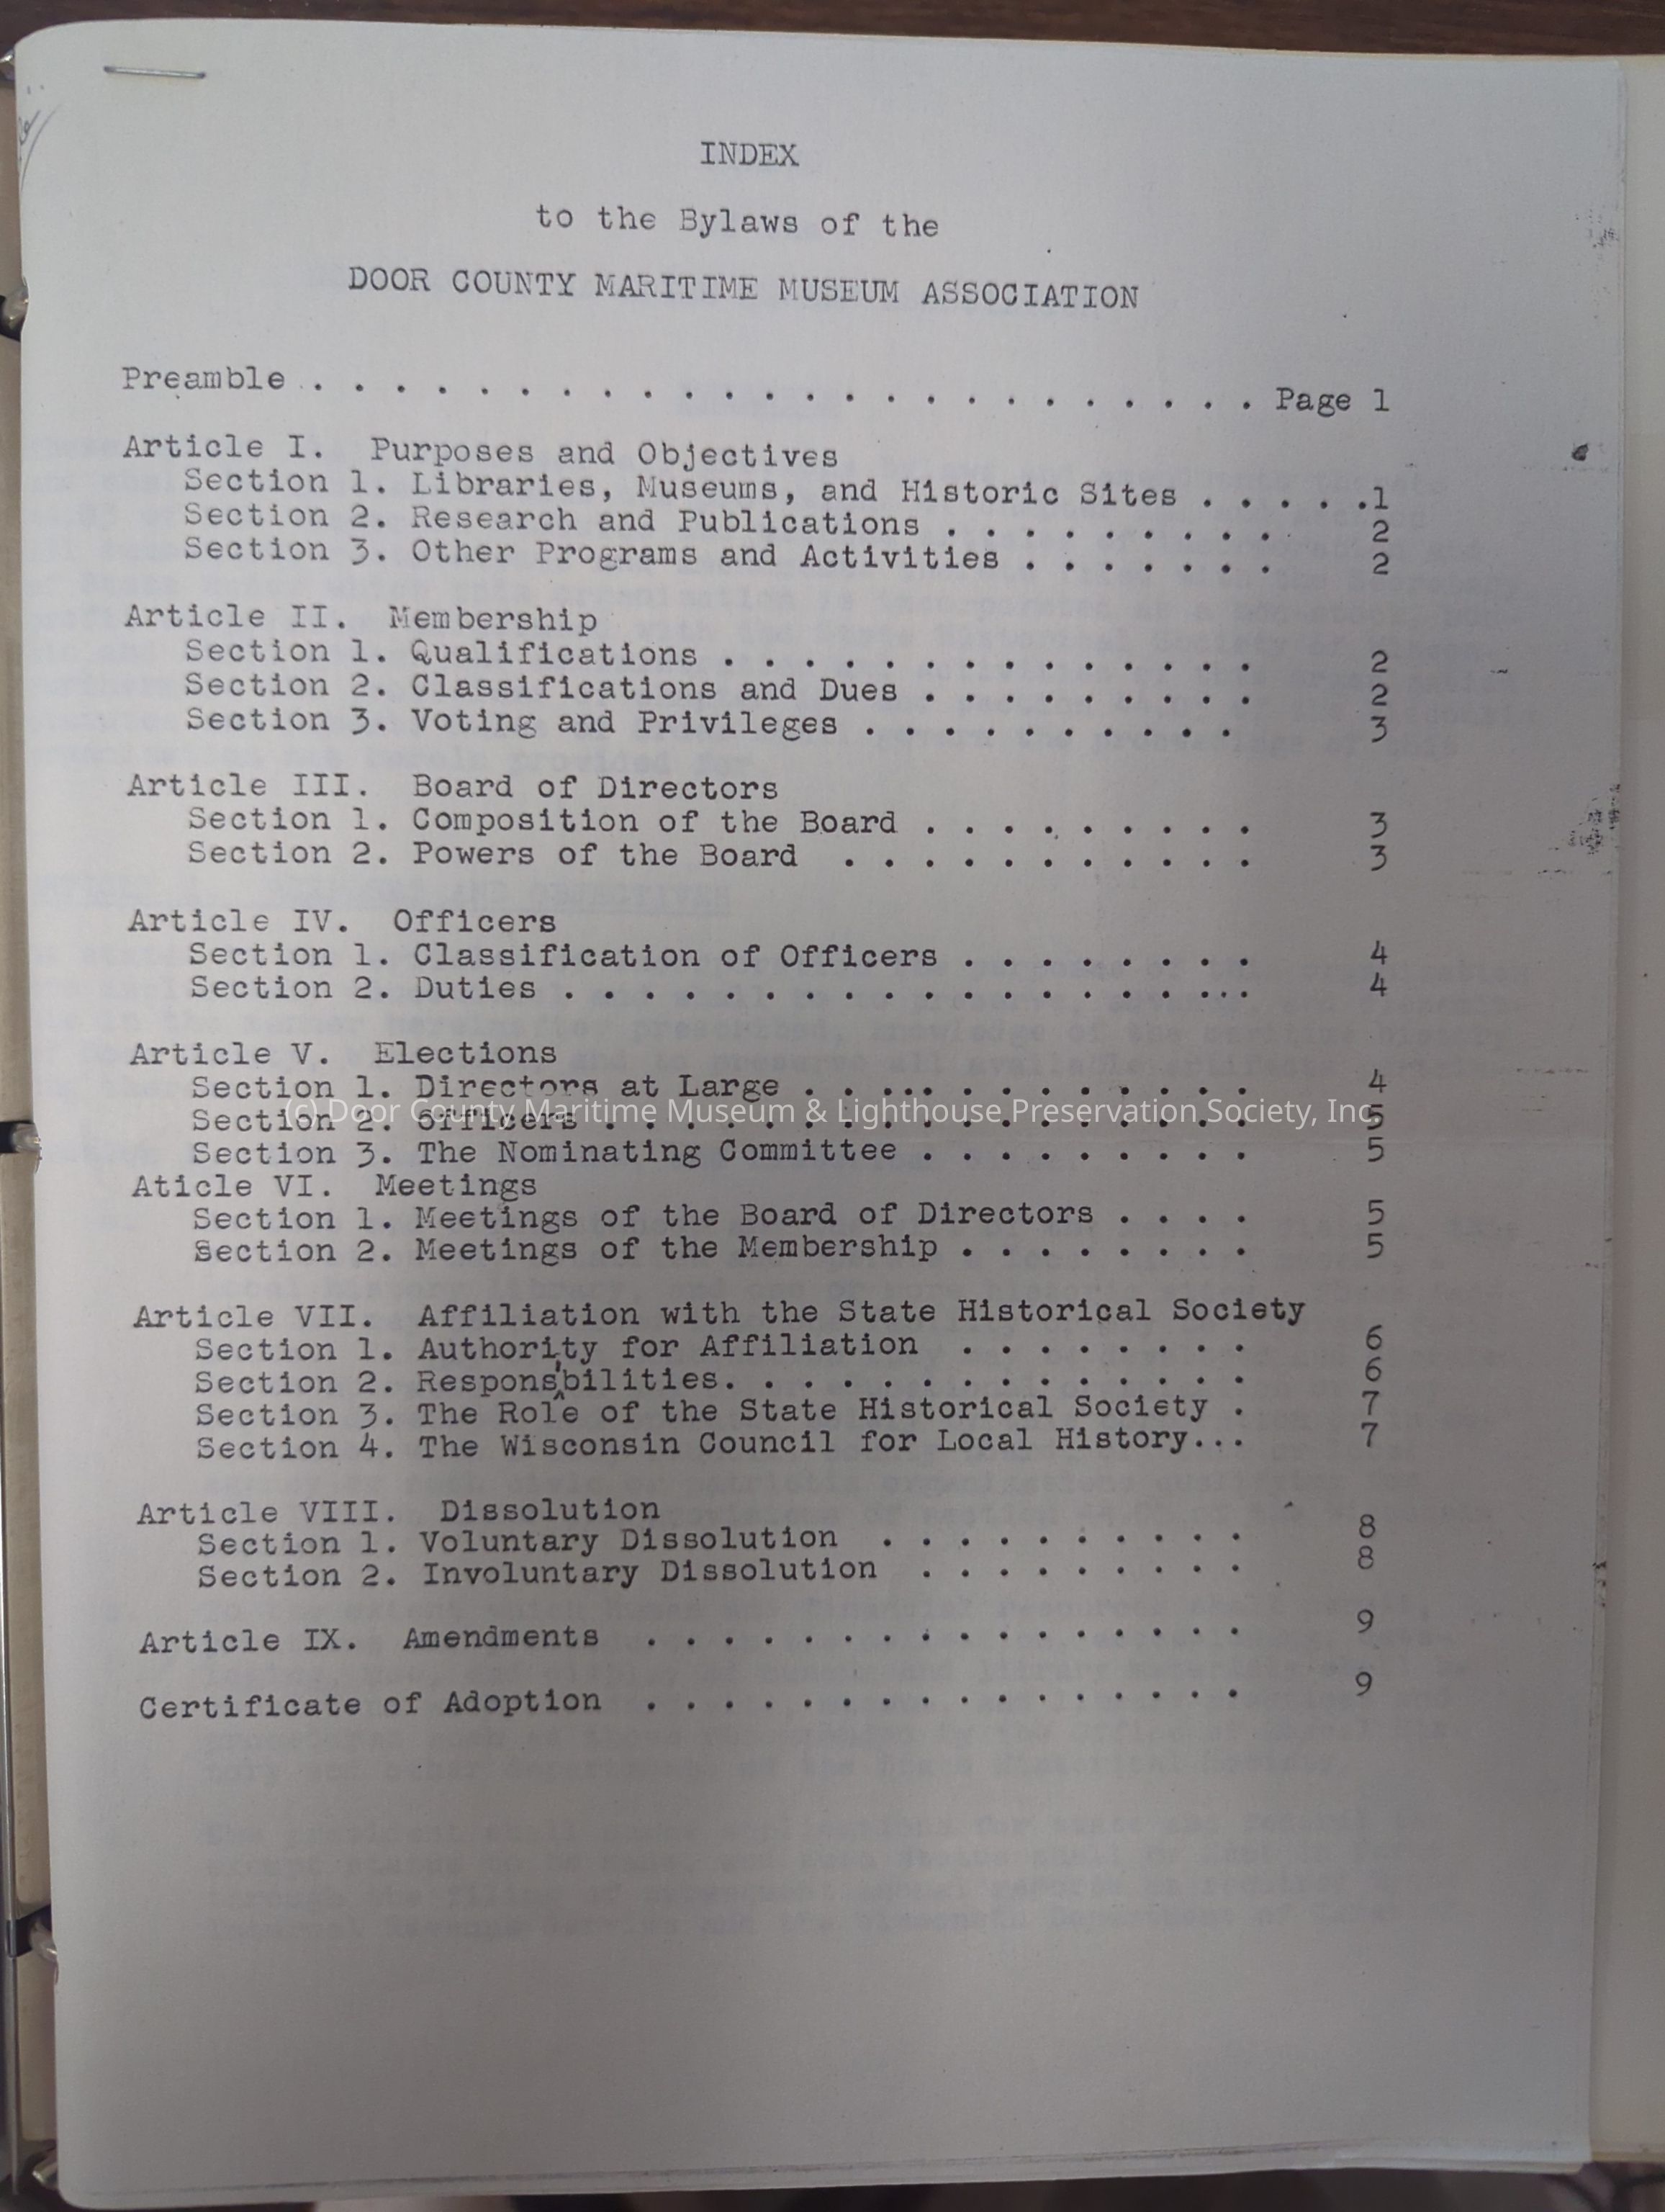 INDEX
to the Bylaws of the
DOOR COUNTY MARITIME MUSEUM ASSOCIATION
Preamble . . . . . . . . . . . . . . . . . . . . . . . . Page 1
Article I. Purposes and Objectives
Section 1. Libraries, Museums, and Historic Sites . . . . .1
Section 2. Research and Publications . . . . . . . . . 2
Section 3. Other Programs and Activities . . . . . . . 2
Article II. Membership
Section 1. Qualifications . . . . . . . . . . . . . . 2
Section 2. Classifications and Dues . . . . . . . . . 2
Section 3. Voting and Privileges . . . . . . . . . . 3
Article III. Board of Directors
Section 1. Composition of the Board . . . . . . . . . 3
Section 2. Powers of the Board . . . . . . . . . . . 3
Article IV. Officers
Section 1. Classification of Officers . . . . . . . . 4
Section 2. Duties . . . . . . . . . . . . . . . . ... 4
Article V. Elections
Section 1. Directors at Large . . ... . . . . . . . . 4
(c) Door County Maritime Museum & Lighthouse Preservation Society, Inc.
Section 2. Officers . . . . . . . . . . . . . . . . . 5
Section 3. The Nominating Committee . . . . . . . . . 5
Aticle VI. Meetings
Section 1. Meetings of the Board of Directors . . . . 5
Section 2. Meetings of the Membership . . . . . . . . 5
Article VII. Affiliation with the State Historical Society
Section 1. Authority for Affiliation . . . . . . . . 6
Section 2. Responsibilities. . . . . . . . . . . . . . 6
Section 3. The Role of the State Historical Society . 7
Section 4. The Wisconsin Council for Local History... 7
Article VIII. Dissolution
Section 1. Voluntary Dissolution . . . . . . . . . . 8
Section 2. Involuntary Dissolution . . . . . . . . . 8
Article IX. Amendments . . . . . . . . . . . . . . . . 9
Certificate of Adoption . . . . . . . . . . . . . . . . 9